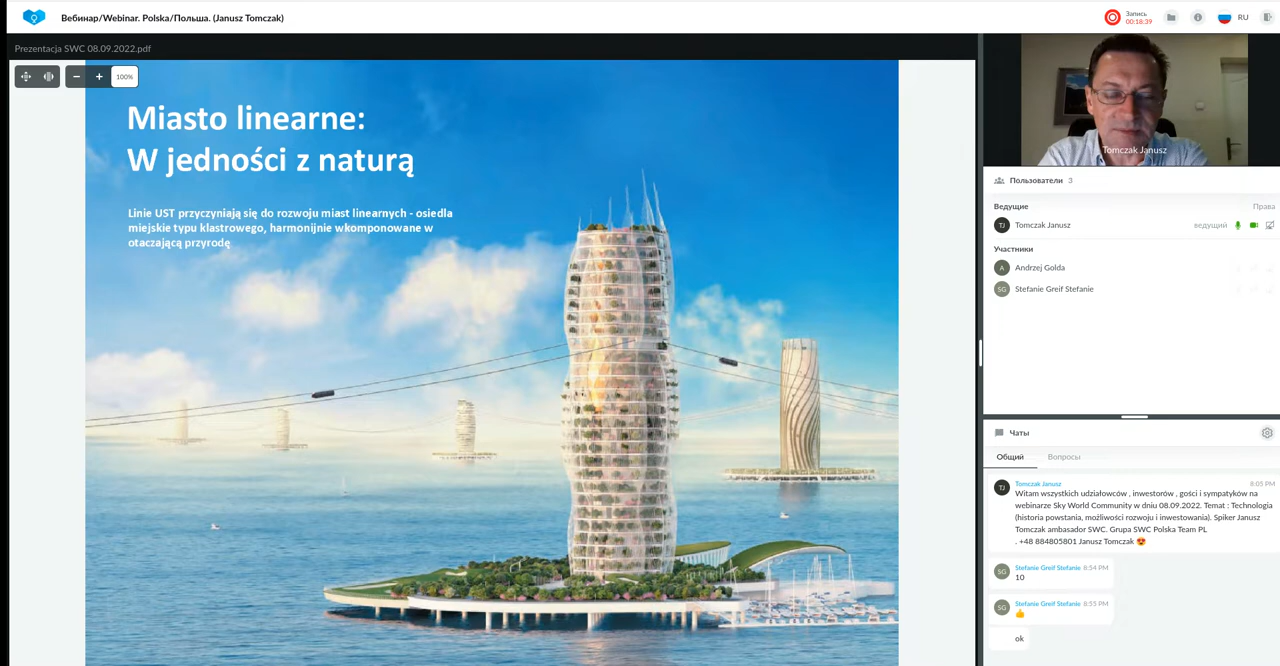 Вебинар/Webinar. Polska/Польша. (Janusz Tomczak)
Запись
00:18:39
RU
Prezentacja SWC 08.09.2022.pdf
100%
Miasto linearne:
W jedności z naturą
Linie UST przyczyniają się do rozwoju miast linearnych - osiedla
miejskie typu klastrowego, harmonijnie wkomponowane w
otaczającą przyrodę
Tomczak Janusz
Пользователи 3
Ведущие
Права
TJ
Tomczak Janusz
ведущий
Участники
A
Andrzej Golda
SG
Stefanie Greif Stefanie
Чаты
Общий
Вопросы
TJ
Tomczak Janusz
8:05 PM
Witam wszystkich udziałowców , inwestorów , gości i sympatyków na
webinarze Sky World Community w dniu 08.09.2022. Temat : Technologia
(historia powstania, możliwości rozwoju i inwestowania). Spiker Janusz
Tomczak ambasador SWC. Grupa SWC Polska Team PL
. +48 884805801 Janusz Tomczak 😍
SG
Stefanie Greif Stefanie 8:54 PM
10
SG
Stefanie Greif Stefanie 8:55 PM
👍
ok